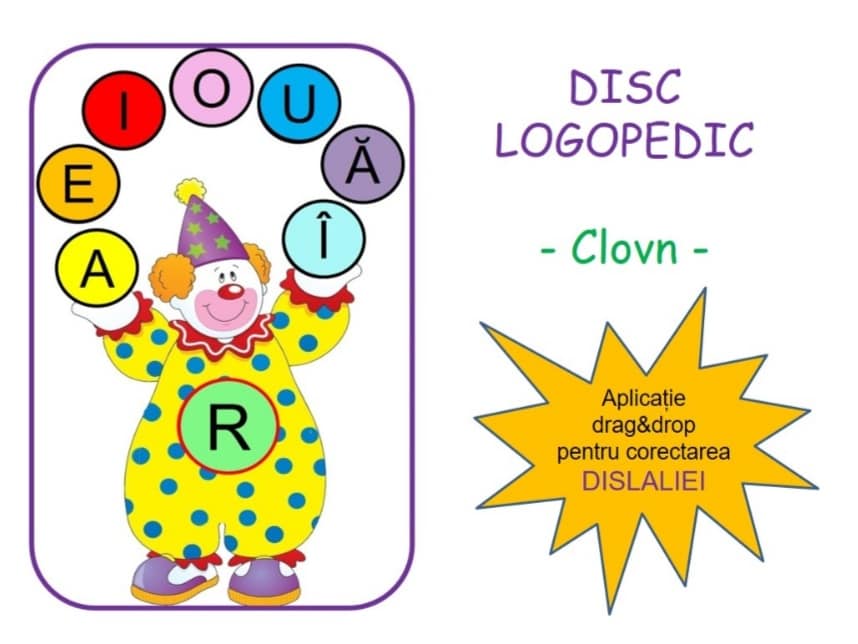 A
E
I
O
U
Ă
Î
R
DISC
LOGOPEDIC
- Clovn -
Aplicație
drag&drop
pentru corectarea
DISLALIEI